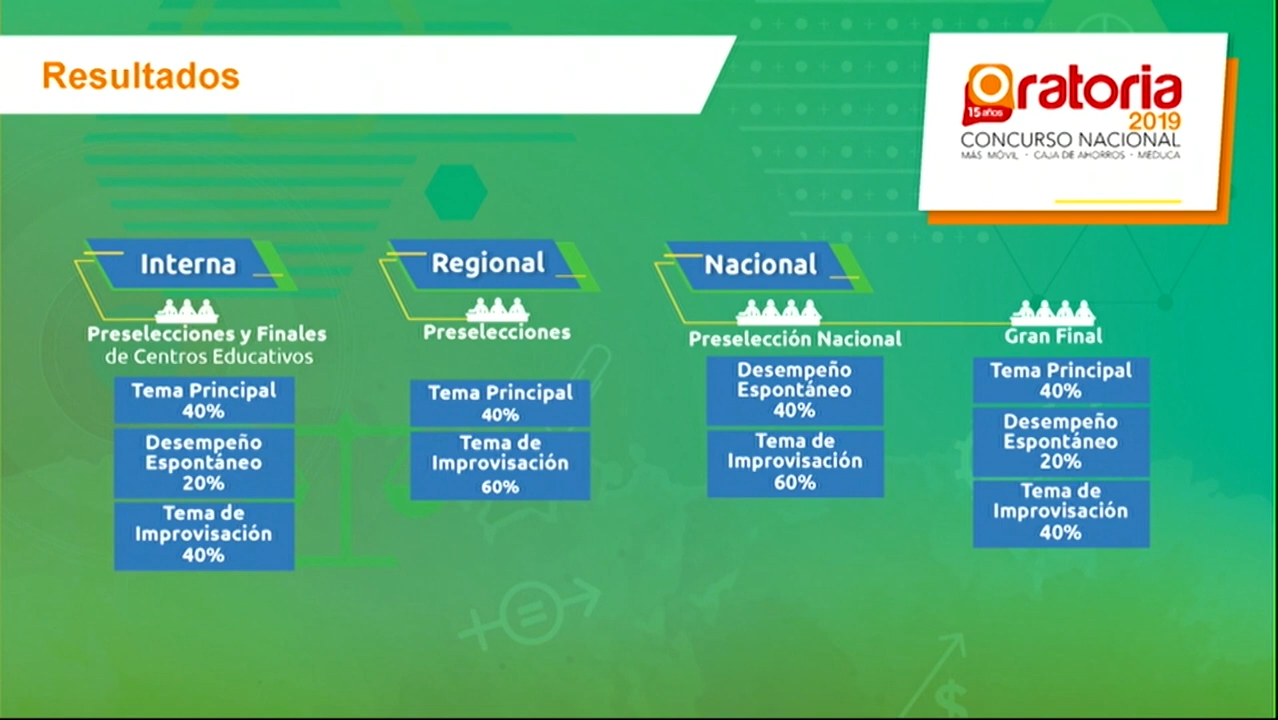 Resultados
Oratoria
15 años
2019
CONCURSO NACIONAL
MÁS MÓVIL - CAJA DE AHORROS - MEDUCA
Interna
Preselecciones y Finales
de Centros Educativos
Tema Principal
40%
Desempeño
Espontáneo
20%
Tema de
Improvisación
40%
Regional
Preselecciones
Tema Principal
40%
Tema de
Improvisación
60%
Nacional
Preselección Nacional
Desempeño
Espontáneo
40%
Tema de
Improvisación
60%
Gran Final
Tema Principal
40%
Desempeño
Espontáneo
20%
Tema de
Improvisación
40%